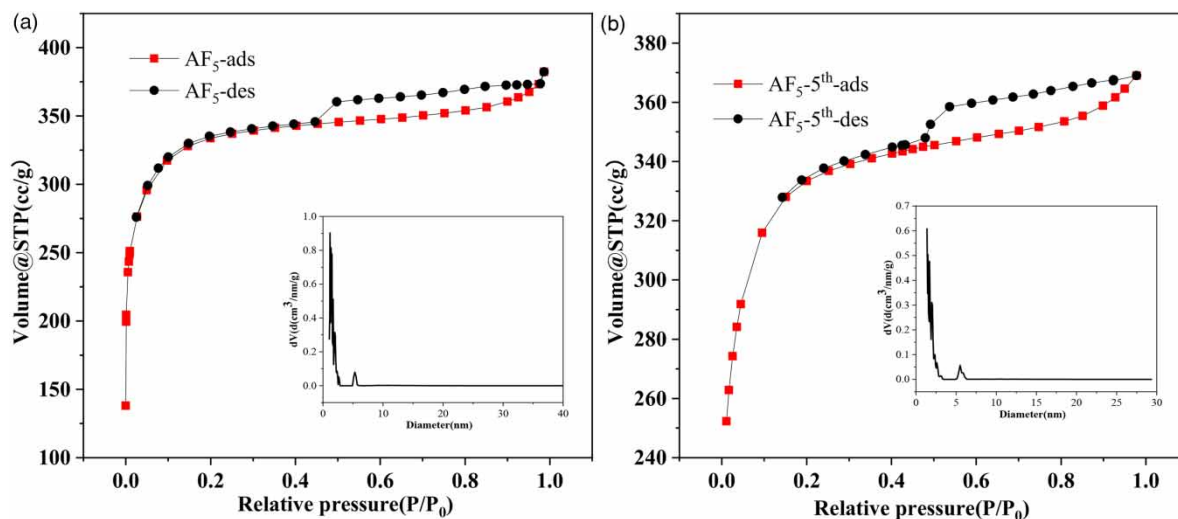 (a)
AF5-ads
AF5-des
Volume@STP(cc/g)
400
350
300
250
200
150
100
0.0 0.2 0.4 0.6 0.8 1.0
Relative pressure(P/P0)
dV(d(cm3/nm/g)
1.0
0.8
0.6
0.4
0.2
0.0
0 10 20 30 40
Diameter(nm)
(b)
AF5-5th-ads
AF5-5th-des
Volume@STP(cc/g)
380
360
340
320
300
280
260
240
0.0 0.2 0.4 0.6 0.8 1.0
Relative pressure(P/P0)
dV(d(cm3/nm/g)
0.7
0.6
0.5
0.4
0.3
0.2
0.1
0.0
0 5 10 15 20 25 30
Diameter(nm)